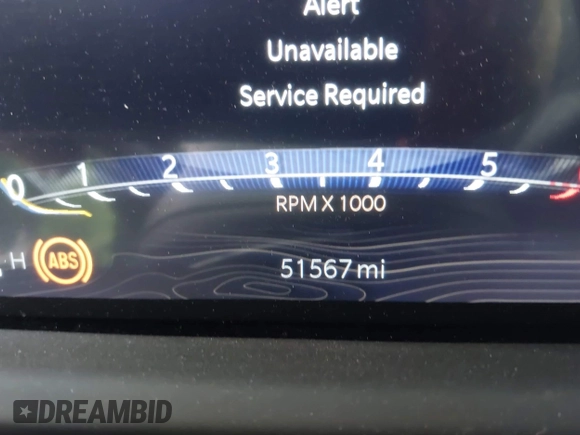 Alert
Unavailable
Service Required
0 1 2 3 4 5
RPM X 1000
H ABS 51567 mi
DREAMBID